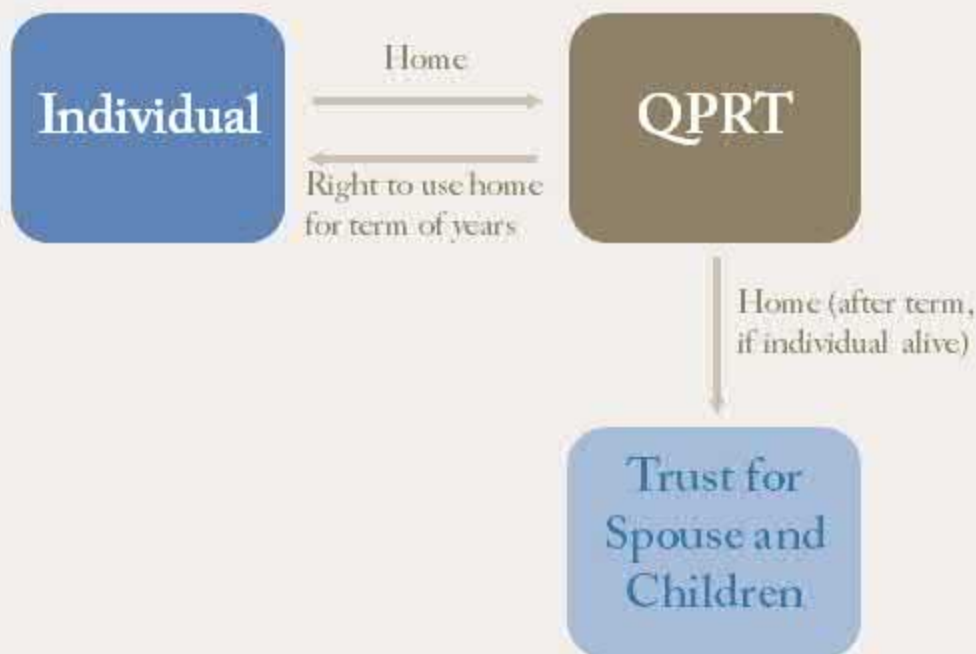 Individual
Home
QPRT
Right to use home
for term of years
Home (after term,
if individual alive)
Trust for
Spouse and
Children